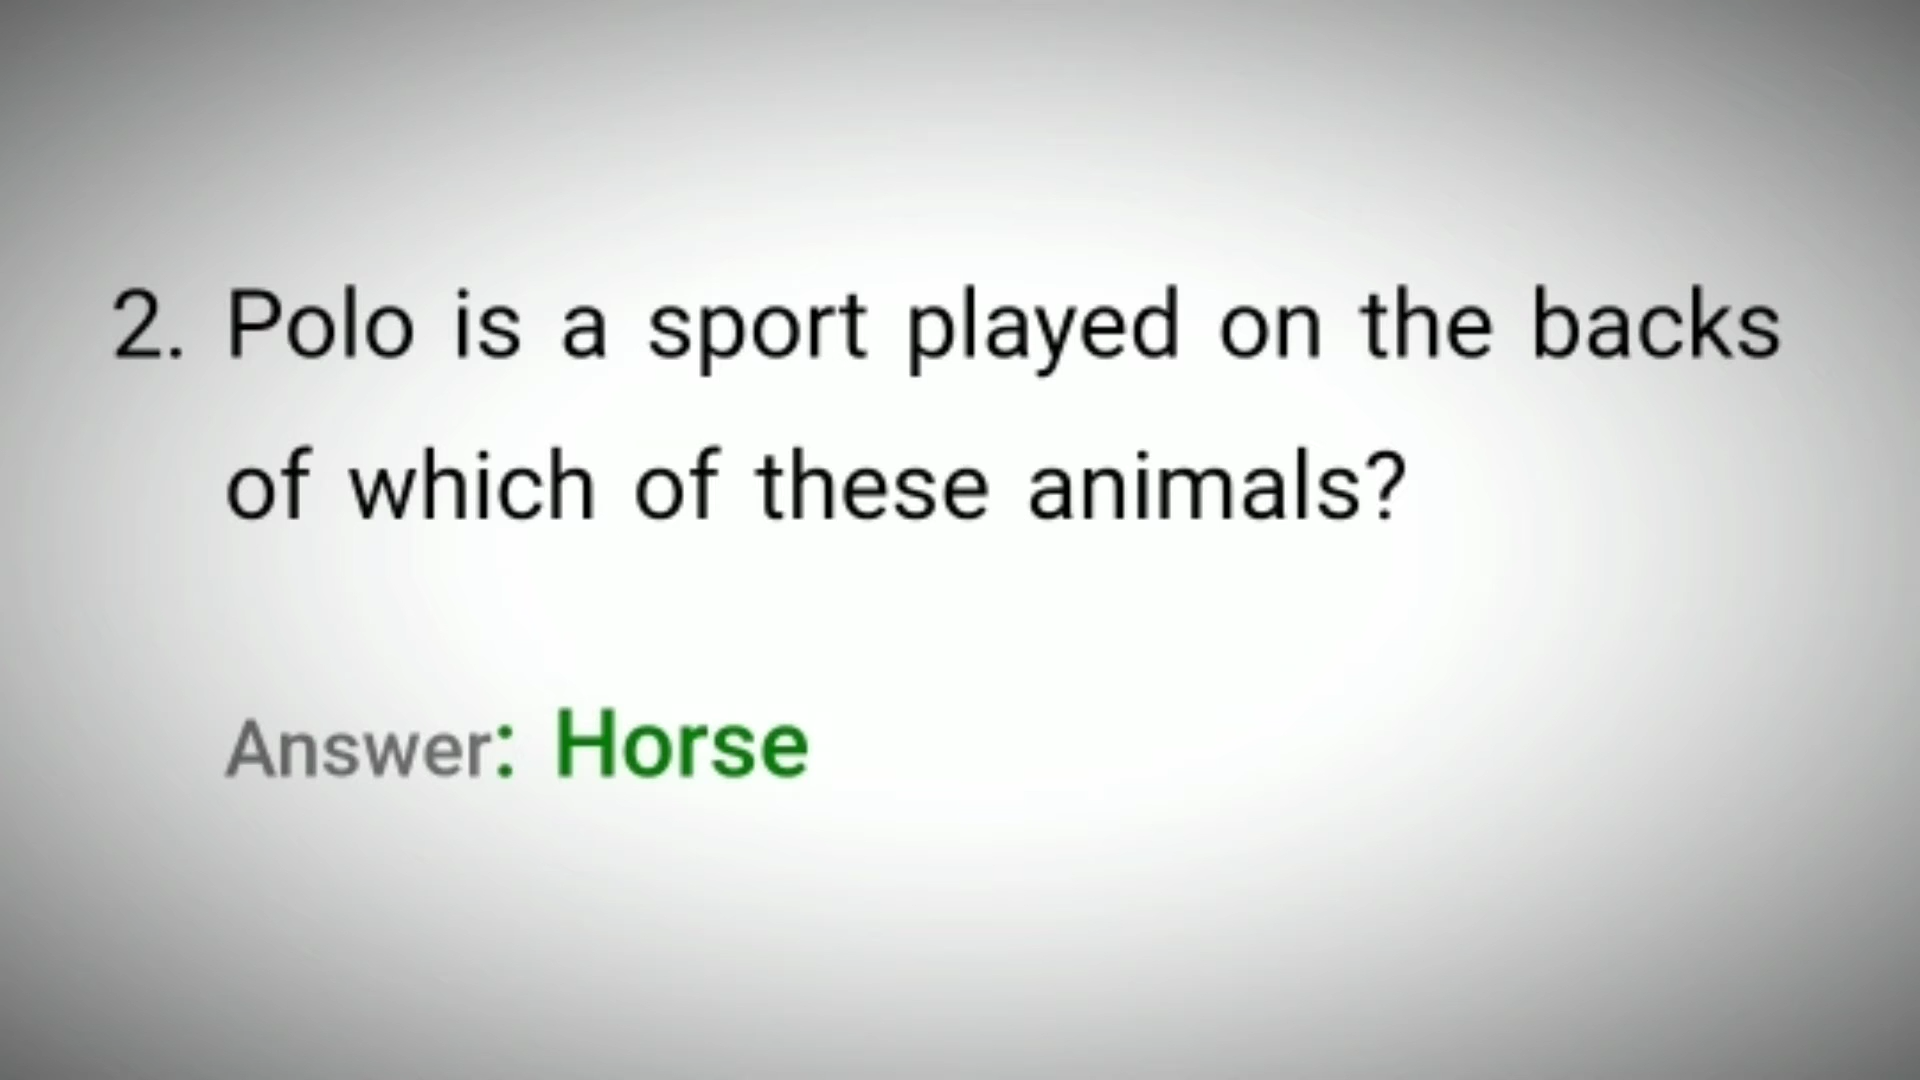 2. Polo is a sport played on the backs
of which of these animals?
Answer: Horse